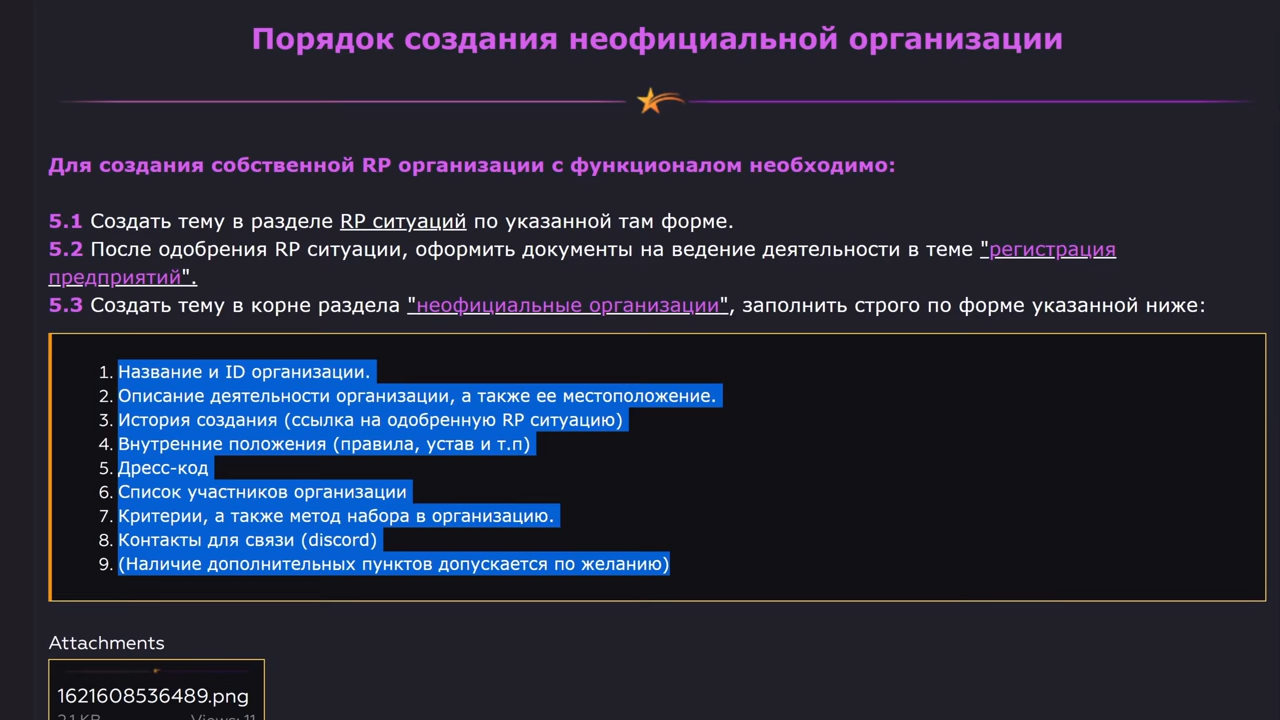 Порядок создания неофициальной организации
Для создания собственной RP организации с функционалом необходимо:
5.1 Создать тему в разделе RP ситуаций по указанной там форме.
5.2 После одобрения RP ситуации, оформить документы на ведение деятельности в теме "регистрация
предприятий".
5.3 Создать тему в корне раздела "неофициальные организации", заполнить строго по форме указанной ниже:
1. Название и ID организации.
2. Описание деятельности организации, а также ее местоположение.
3. История создания (ссылка на одобренную RP ситуацию)
4. Внутренние положения (правила, устав и т.п)
5. Дресс-код
6. Список участников организации
7. Критерии, а также метод набора в организацию.
8. Контакты для связи (discord)
9. (Наличие дополнительных пунктов допускается по желанию)
Attachments
1621608536489.png
2.1 KB Views: 11